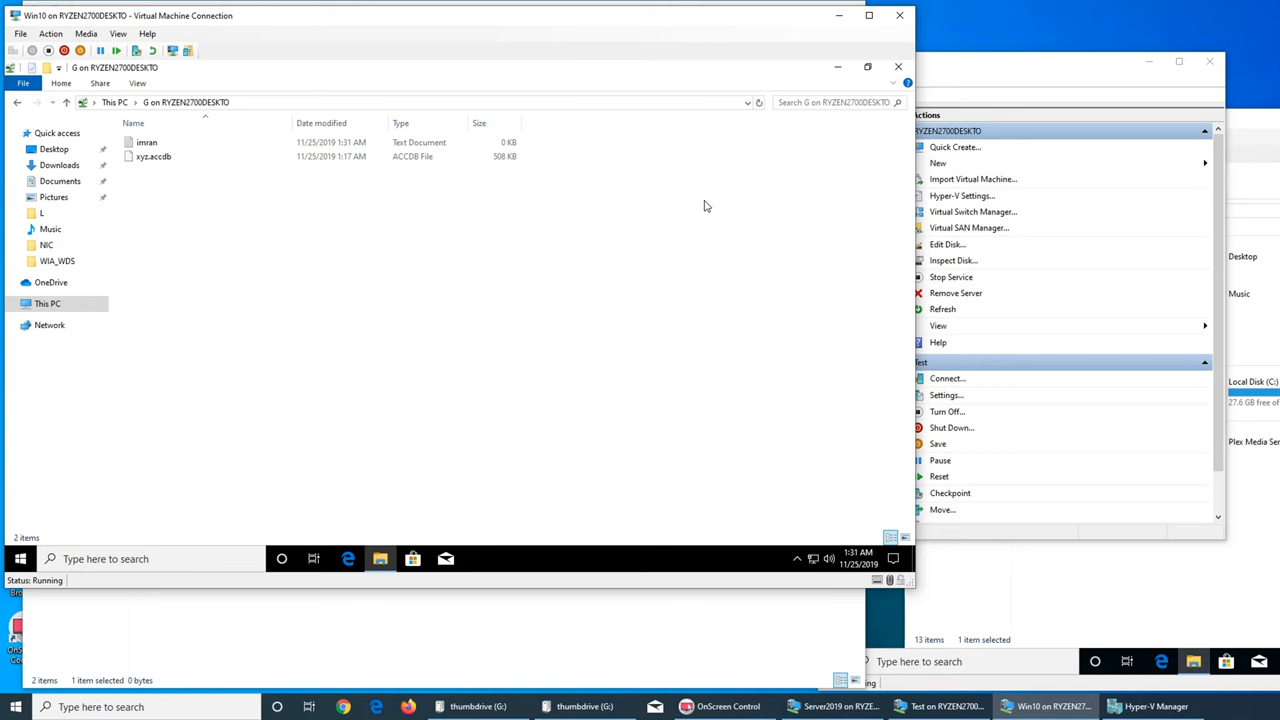 Win10 on RYZEN2700DESKTO - Virtual Machine Connection
File Action Media View Help
G on RYZEN2700DESKTO
File Home Share View
This PC > G on RYZEN2700DESKTO
Search G on RYZEN2700DESKTO
Name Date modified Type Size
imran 11/25/2019 1:31 AM Text Document 0 KB
xyz.accdb 11/25/2019 1:17 AM ACCDB File 508 KB
Quick access
Desktop
Downloads
Documents
Pictures
L
Music
NIC
WIA_WDS
OneDrive
This PC
Network
2 items
Type here to search
1:31 AM
11/25/2019
Status: Running
Actions
RYZEN2700DESKTO
Quick Create...
New
Import Virtual Machine...
Hyper-V Settings...
Virtual Switch Manager...
Virtual SAN Manager...
Edit Disk...
Inspect Disk...
Stop Service
Remove Server
Refresh
View
Help
Test
Connect...
Settings...
Turn Off...
Shut Down...
Save
Pause
Reset
Checkpoint
Move...
Desktop
Music
Local Disk (C:)
27.6 GB free of
Plex Media Ser
13 items 1 item selected
Type here to search
2 items 1 item selected 0 bytes
Type here to search
thumbdrive (G:)
thumbdrive (G:)
OnScreen Control
Server2019 on RYZE...
Test on RYZEN2700...
Win10 on RYZEN27...
Hyper-V Manager